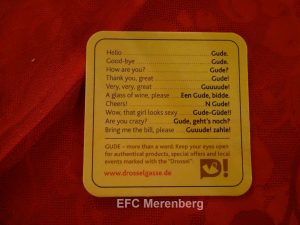 Hello ............ Gude.
Good-bye ............ Gude.
How are you? ............ Gude?
Thank you, great ............ Gude!
Very, very, great ............ Guuuude!
A glass of wine, please .... Een Gude, bidde.
Cheers! ............ N Gude!
Wow, that girl looks sexy .... Gude-Güde!!
Are you crazy? ...... Gude, geht's noch?
Bring me the bill, please .... Guuude! zahle!
GUDE – more than a word. Keep your eyes open
for authentical products, special offers and local
events marked with the "Drossel"
www.drosselgasse.de
!
EFC Merenberg